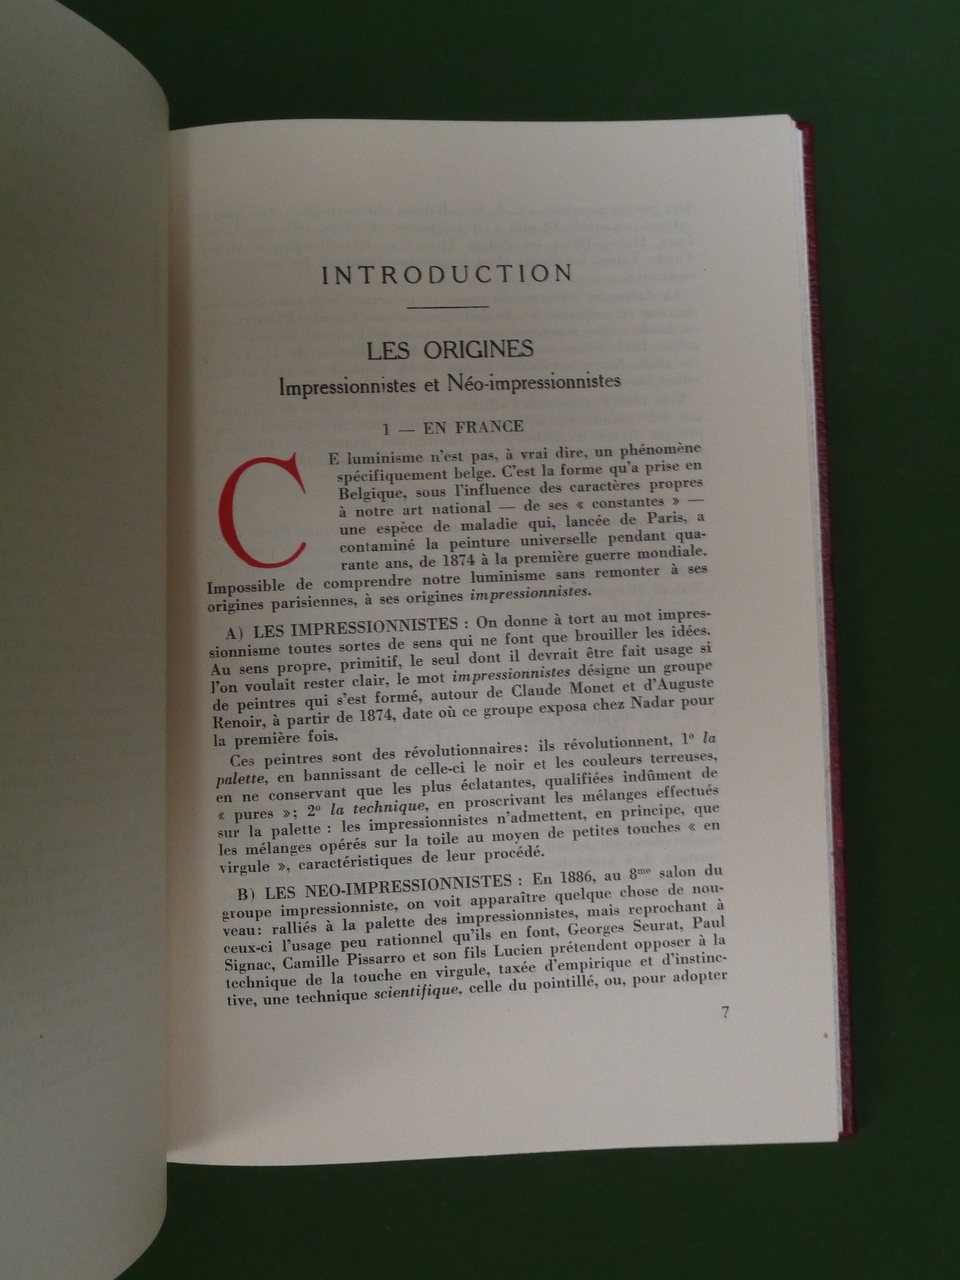 INTRODUCTION
LES ORIGINES
Impressionnistes et Néo-impressionnistes
1 — EN FRANCE
CE luminisme n'est pas, à vrai dire, un phénomène
spécifiquement belge. C'est la forme qu'a prise en
Belgique, sous l'influence des caractères propres
à notre art national — de ses « constantes » —
une espèce de maladie qui, lancée de Paris, a
contaminé la peinture universelle pendant qua-
rante ans, de 1874 à la première guerre mondiale.
Impossible de comprendre notre luminisme sans remonter à ses
origines parisiennes, à ses origines impressionnistes.
A) LES IMPRESSIONNISTES : On donne à tort au mot impres-
sionnisme toutes sortes de sens qui ne font que brouiller les idées.
Au sens propre, primitif, le seul dont il devrait être fait usage si
l'on voulait rester clair, le mot impressionnistes désigne un groupe
de peintres qui s'est formé, autour de Claude Monet et d'Auguste
Renoir, à partir de 1874, date où ce groupe exposa chez Nadar pour
la première fois.
Ces peintres sont des révolutionnaires: ils révolutionnent, 1° la
palette, en bannissant de celle-ci le noir et les couleurs terreuses,
en ne conservant que les plus éclatantes, qualifiées indûment de
« pures »; 2° la technique, en proscrivant les mélanges effectués
sur la palette : les impressionnistes n'admettent, en principe, que
les mélanges opérés sur la toile au moyen de petites touches « en
virgule », caractéristiques de leur procédé.
B) LES NEO-IMPRESSIONNISTES : En 1886, au 8me salon du
groupe impressionniste, on voit apparaître quelque chose de nou-
veau: ralliés à la palette des impressionnistes, mais reprochant à
ceux-ci l'usage peu rationnel qu'ils en font, Georges Seurat, Paul
Signac, Camille Pissarro et son fils Lucien prétendent opposer à la
technique de la touche en virgule, taxée d'empirique et d'instinc-
tive, une technique scientifique, celle du pointillé, ou, pour adopter
7